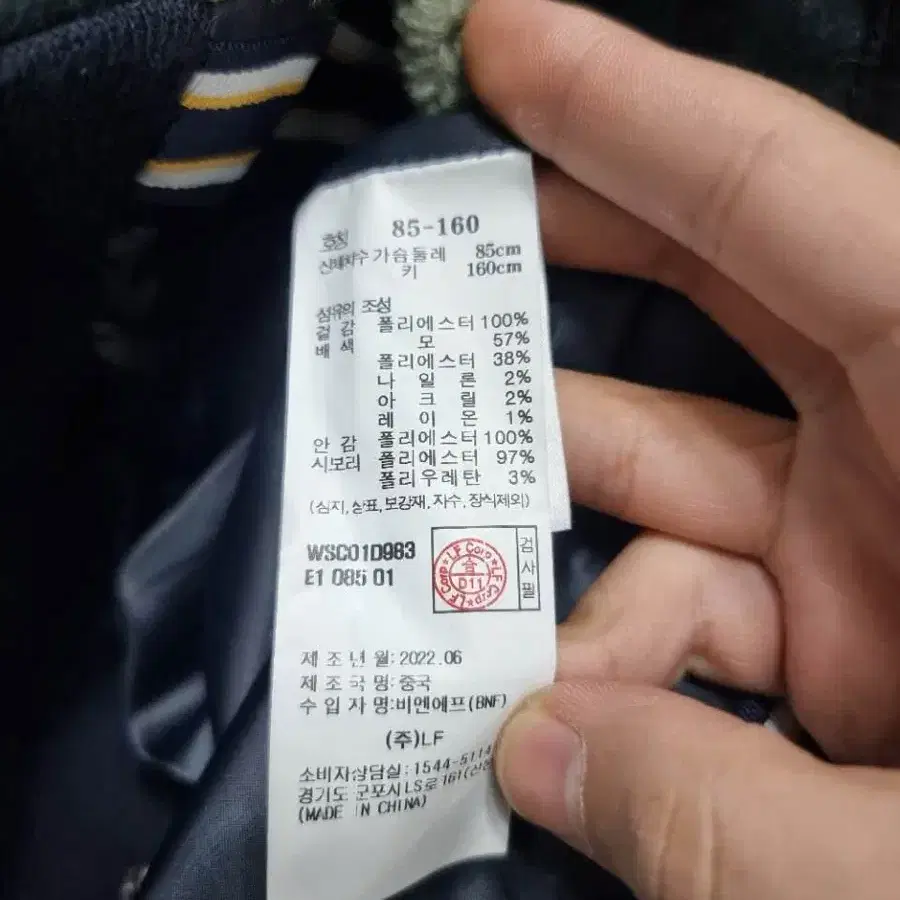 호칭 85-160
신체치수 가슴둘레 85cm
키 160cm
섬유의 조성
겉감 폴리에스터 100%
배색 모 57%
폴리에스터 38%
나일론 2%
아크릴 2%
레이온 1%
안감 폴리에스터 100%
시보리 폴리에스터 97%
폴리우레탄 3%
(심지, 상표, 보강재, 자수, 장식제외)
WSC01D983
E1 085 01
LF Corp ★ LF Corp ★ LF Corp ★
合
D11
검사필
제조년월: 2022.06
제조국명: 중국
수입자명: 비엔에프(BNF)
(주)LF
소비자상담실: 1544-5114
경기도 군포시 LS로 161
(MADE IN CHINA)